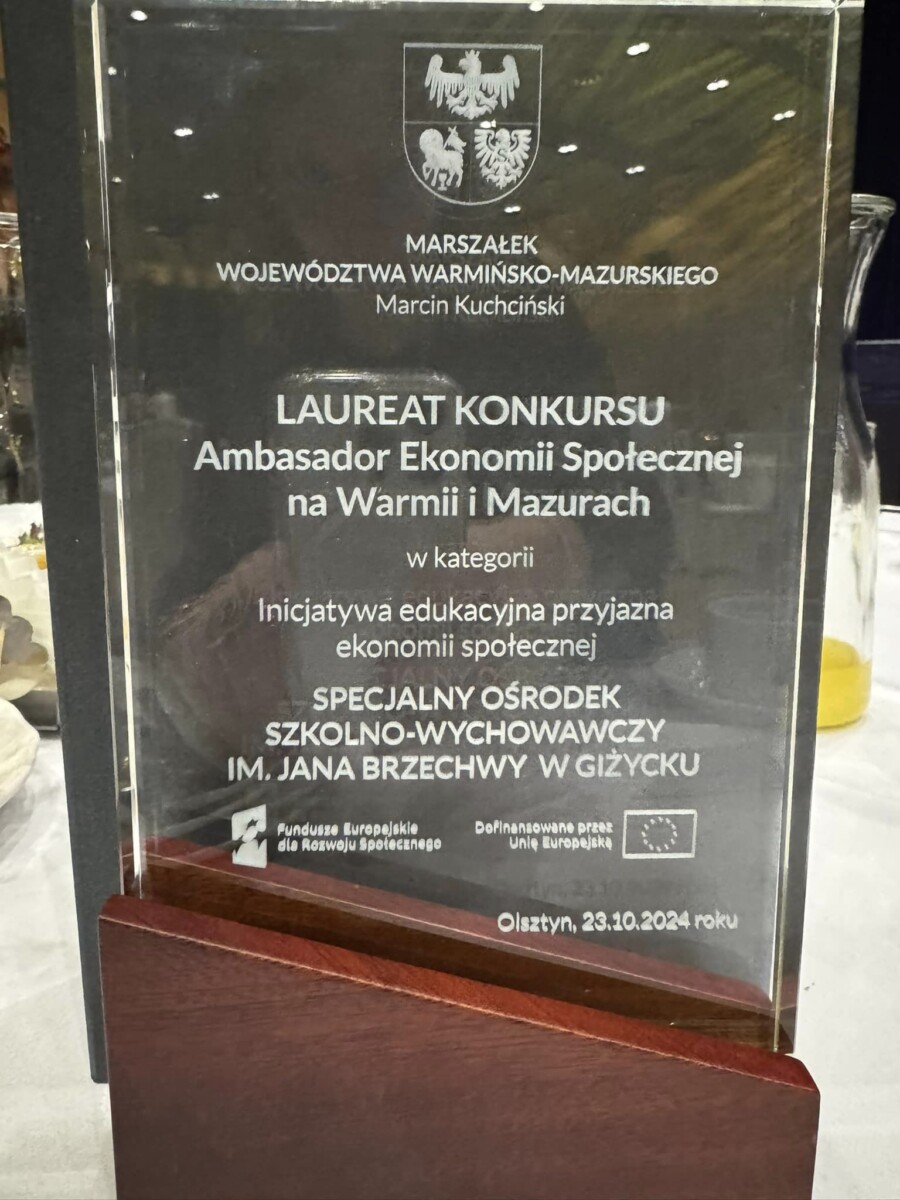 MARSZAŁEK
WOJEWÓDZTWA WARMIŃSKO-MAZURSKIEGO
Marcin Kuchciński
LAUREAT KONKURSU
Ambasador Ekonomii Społecznej
na Warmii i Mazurach
w kategorii
Inicjatywa edukacyjna przyjazna
ekonomii społecznej
SPECJALNY OŚRODEK
SZKOLNO-WYCHOWAWCZY
IM. JANA BRZECHWY W GIŻYCKU
Fundusze Europejskie
dla Rozwoju Społecznego
Dofinansowane przez
Unię Europejską
Olsztyn, 23.10.2024 roku